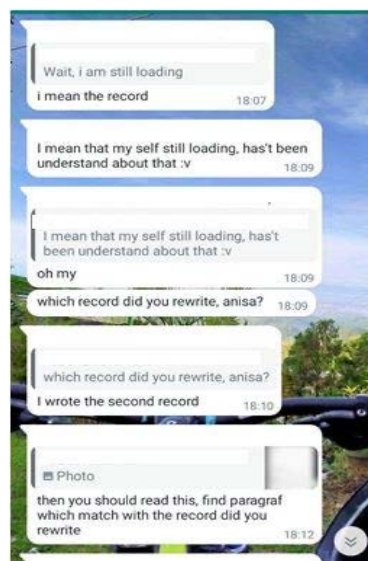 Wait, i am still loading
i mean the record
18:07
I mean that my self still loading, has't been
understand about that :v
18:09
I mean that my self still loading, has't
been understand about that :v
oh my
18:09
which record did you rewrite, anisa?
18:09
which record did you rewrite, anisa?
I wrote the second record
18:10
Photo
then you should read this, find paragraf
which match with the record did you
rewrite
18:12